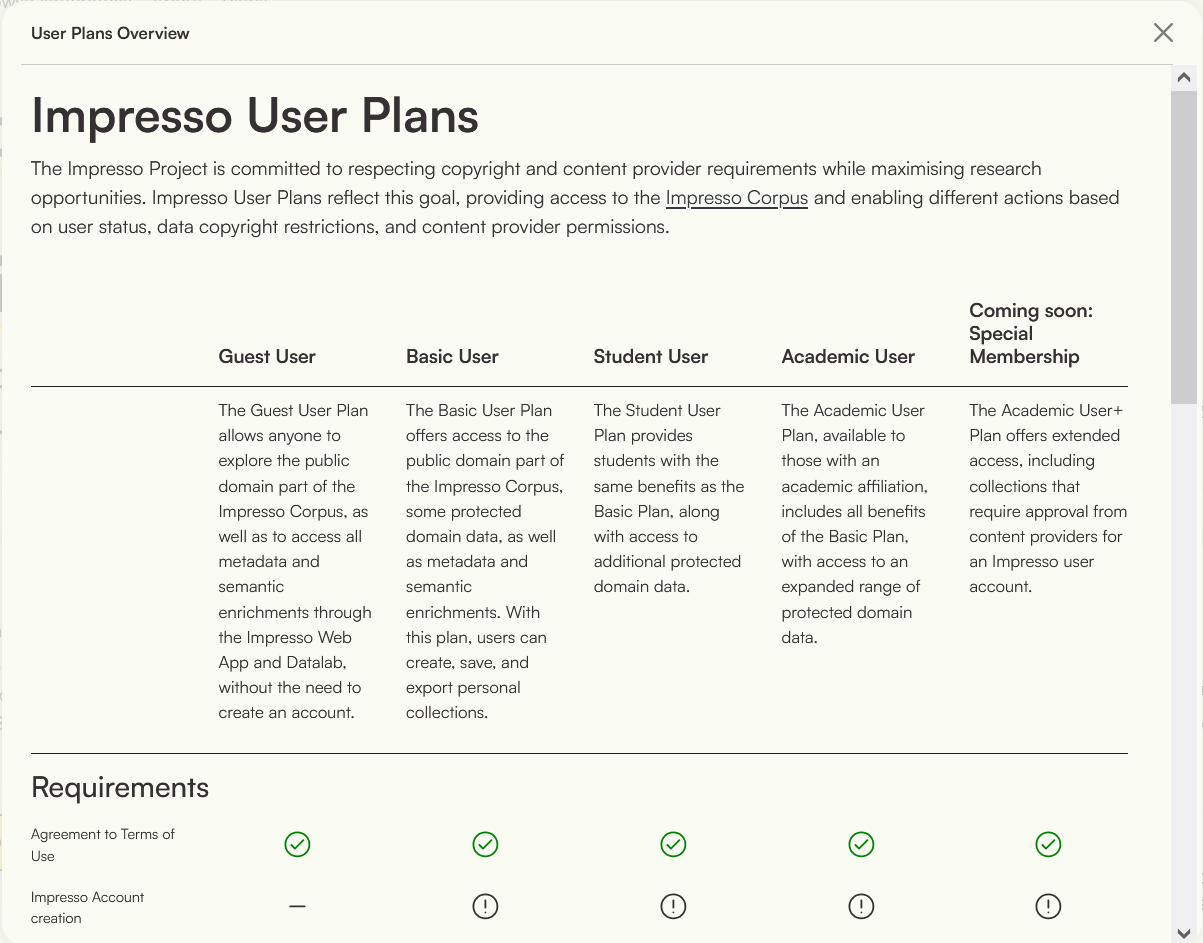 User Plans Overview
Impresso User Plans
The Impresso Project is committed to respecting copyright and content provider requirements while maximising research
opportunities. Impresso User Plans reflect this goal, providing access to the Impresso Corpus and enabling different actions based
on user status, data copyright restrictions, and content provider permissions.
Guest User
Basic User
Student User
Academic User
Coming soon:
Special
Membership
The Guest User Plan
allows anyone to
explore the public
domain part of the
Impresso Corpus, as
well as to access all
metadata and
semantic
enrichments through
the Impresso Web
App and Datalab,
without the need to
create an account.
The Basic User Plan
offers access to the
public domain part of
the Impresso Corpus,
some protected
domain data, as well
as metadata and
semantic
enrichments. With
this plan, users can
create, save, and
export personal
collections.
The Student User
Plan provides
students with the
same benefits as the
Basic Plan, along
with access to
additional protected
domain data.
The Academic User
Plan, available to
those with an
academic affiliation,
includes all benefits
of the Basic Plan,
with access to an
expanded range of
protected domain
data.
The Academic User+
Plan offers extended
access, including
collections that
require approval from
content providers for
an Impresso user
account.
Requirements
Agreement to Terms of
Use
Impresso Account
creation